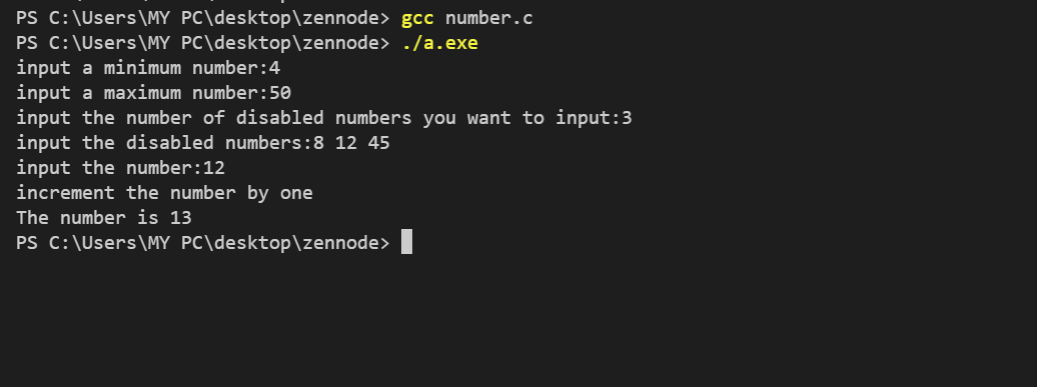 PS C:\Users\MY PC\desktop\zennode> gcc number.c
PS C:\Users\MY PC\desktop\zennode> ./a.exe
input a minimum number:4
input a maximum number:50
input the number of disabled numbers you want to input:3
input the disabled numbers:8 12 45
input the number:12
increment the number by one
The number is 13
PS C:\Users\MY PC\desktop\zennode>